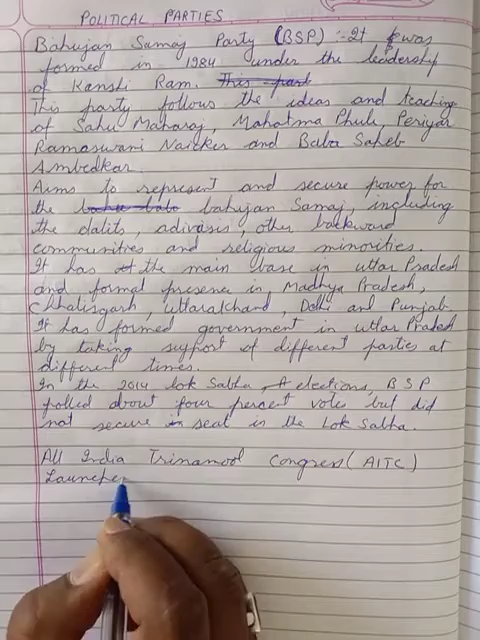 POLITICAL PARTIES
Bahujan Samaj Party (BSP) :- It was
formed in 1984 under the leadership
of Kanshi Ram. This part
This party follows the ideas and teaching
of Sahu Maharaj, Mahatma Phule, Periyar
Ramaswani Naicker and Baba Saheb
Ambedkar.
Aims to represent and secure power for
the bahujan Samaj, including
the dalits, adivasis, other backward
communities and religious minorities.
It has the main base in uttar Pradesh
and formal presence in Madhya Pradesh,
Chhatisgarh, uttarakhand, Delhi and Punjab.
It has formed government in uttar Pradesh
by taking support of different parties at
different times.
In the 2014 lok Sabha elections, BSP
polled about four percent votes but did
not secure seat in the Lok Sabha.
All India Trinamool Congress (AITC)
Launche